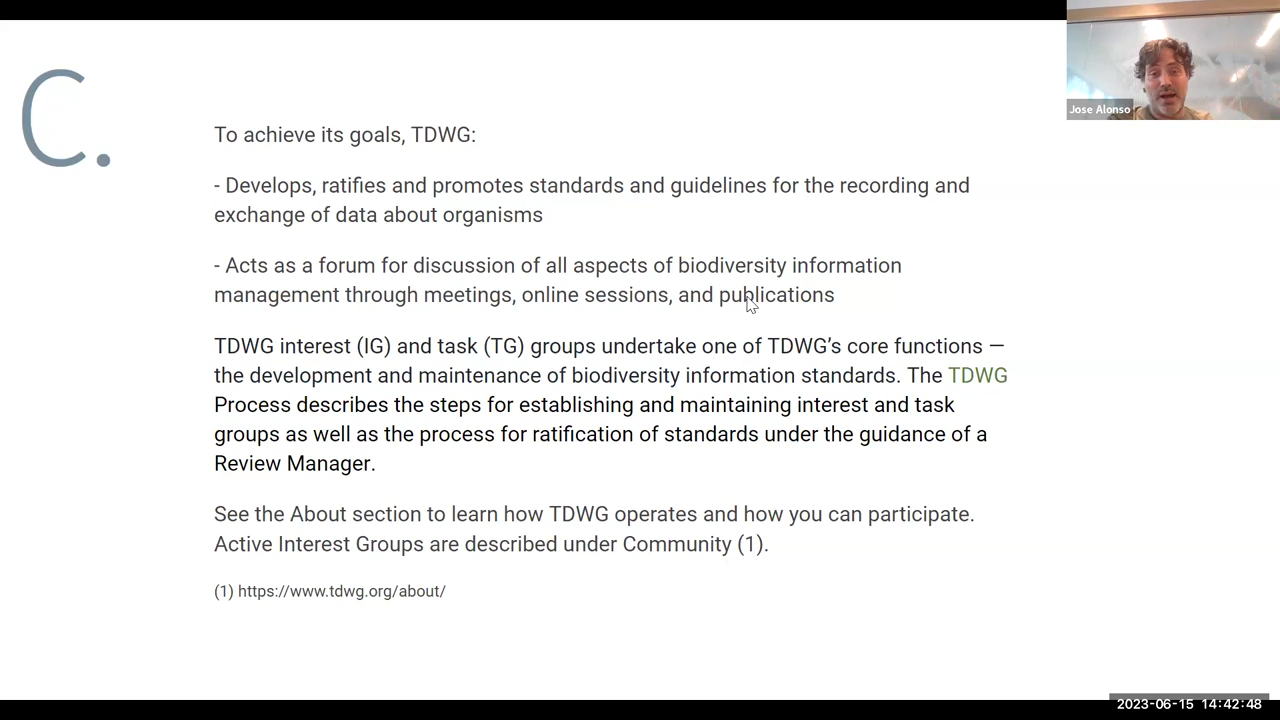 C.
Jose Alonso
To achieve its goals, TDWG:
- Develops, ratifies and promotes standards and guidelines for the recording and
exchange of data about organisms
- Acts as a forum for discussion of all aspects of biodiversity information
management through meetings, online sessions, and publications
TDWG interest (IG) and task (TG) groups undertake one of TDWG’s core functions —
the development and maintenance of biodiversity information standards. The TDWG
Process describes the steps for establishing and maintaining interest and task
groups as well as the process for ratification of standards under the guidance of a
Review Manager.
See the About section to learn how TDWG operates and how you can participate.
Active Interest Groups are described under Community (1).
(1) https://www.tdwg.org/about/
2023-06-15 14:42:48